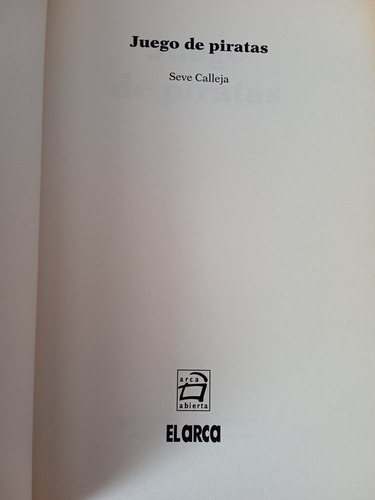 Juego de piratas
Seve Calleja
arca
abierta
EL ARCA